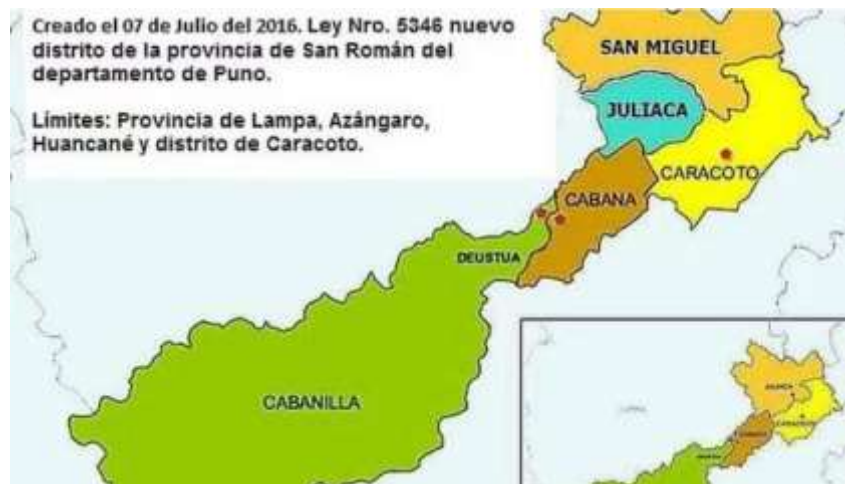 Creado el 07 de Julio del 2016. Ley Nro. 5346 nuevo
distrito de la provincia de San Román del
departamento de Puno.
Límites: Provincia de Lampa, Azángaro,
Huancané y distrito de Caracoto.
SAN MIGUEL
JULIACA
CARACOTO
CABANA
DEUSTUA
CABANILLA
JULIACA
CARACOTO